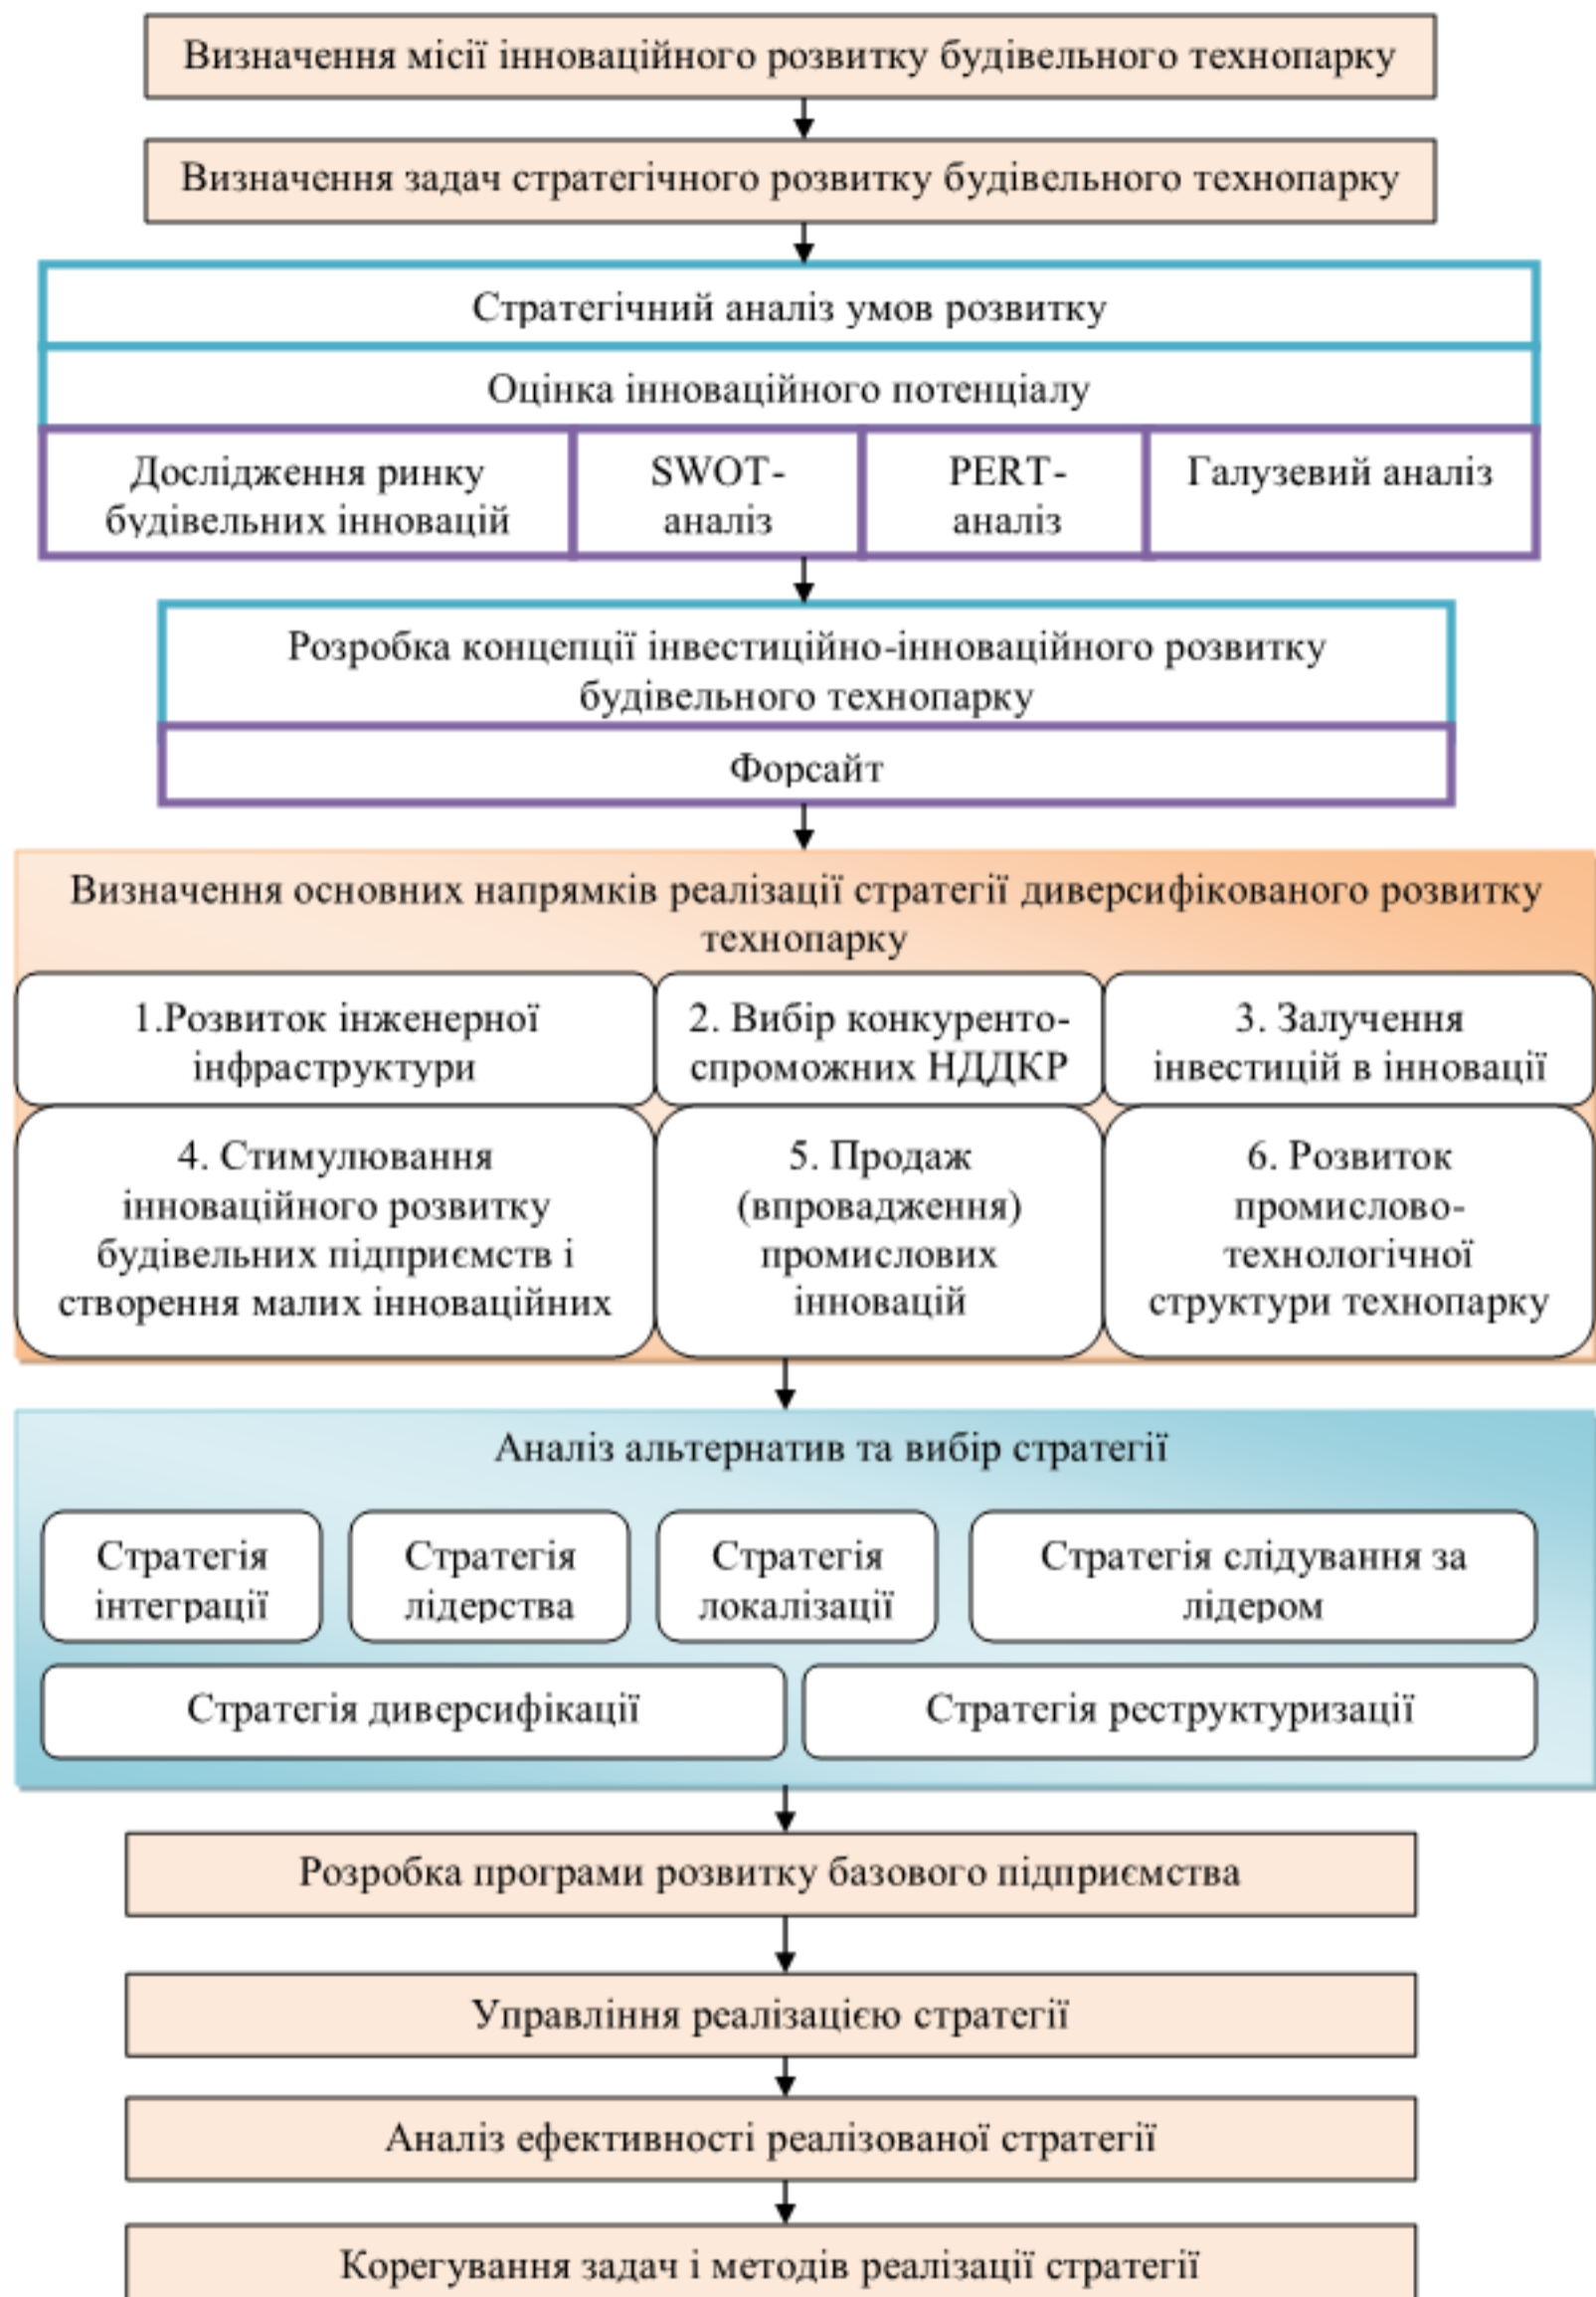 Визначення місії інноваційного розвитку будівельного технопарку
Визначення задач стратегічного розвитку будівельного технопарку
Стратегічний аналіз умов розвитку
Оцінка інноваційного потенціалу
Дослідження ринку
будівельних інновацій
SWOT-
аналіз
PERT-
аналіз
Галузевий аналіз
Розробка концепції інвестиційно-інноваційного розвитку
будівельного технопарку
Форсайт
Визначення основних напрямків реалізації стратегії диверсифікованого розвитку
технопарку
1.Розвиток інженерної
інфраструктури
2. Вибір конкуренто-
спроможних НДДКР
3. Залучення
інвестицій в інновації
4. Стимулювання
інноваційного розвитку
будівельних підприємств і
створення малих інноваційних
5. Продаж
(впровадження)
промислових
інновацій
6. Розвиток
промислово-
технологічної
структури технопарку
Аналіз альтернатив та вибір стратегії
Стратегія
інтеграції
Стратегія
лідерства
Стратегія
локалізації
Стратегія слідування за
лідером
Стратегія диверсифікації
Стратегія реструктуризації
Розробка програми розвитку базового підприємства
Управління реалізацією стратегії
Аналіз ефективності реалізованої стратегії
Корегування задач і методів реалізації стратегії